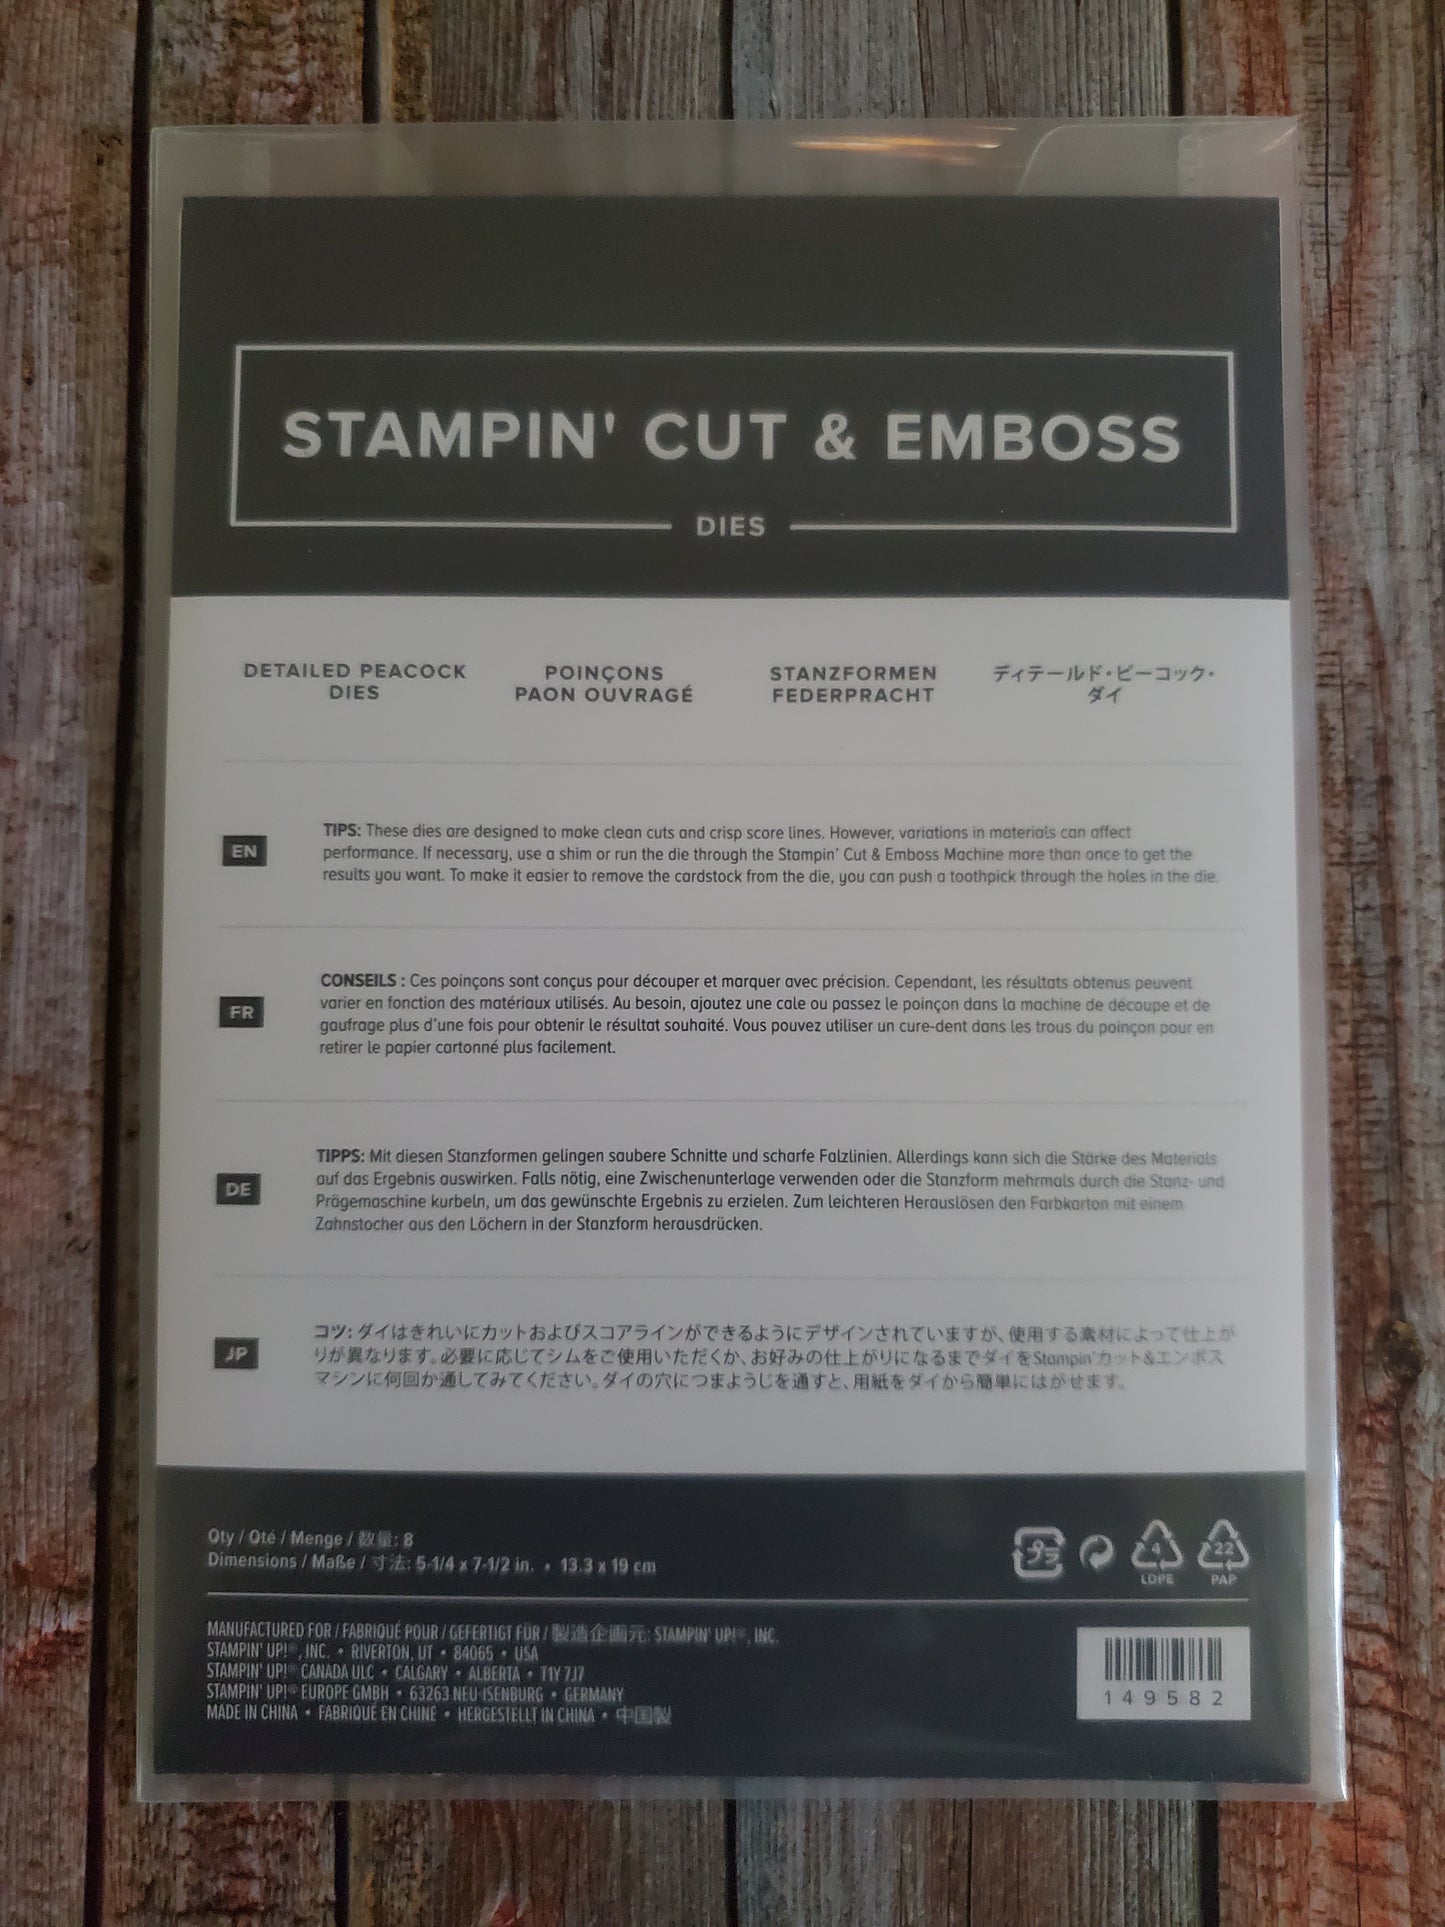 STAMPIN' CUT & EMBOSS
DIES
DETAILED PEACOCK
DIES
POINÇONS
PAON OUVRAGÉ
STANZFORMEN
FEDERPRACHT
ディテールド・ピーコック・
ダイ
EN
TIPS: These dies are designed to make clean cuts and crisp score lines. However, variations in materials can affect
performance. If necessary, use a shim or run the die through the Stampin' Cut & Emboss Machine more than once to get the
results you want. To make it easier to remove the cardstock from the die, you can push a toothpick through the holes in the die.
FR
CONSEILS : Ces poinçons sont conçus pour découper et marquer avec précision. Cependant, les résultats obtenus peuvent
varier en fonction des matériaux utilisés. Au besoin, ajoutez une cale ou passez le poinçon dans la machine de découpe et de
gaufrage plus d'une fois pour obtenir le résultat souhaité. Vous pouvez utiliser un cure-dent dans les trous du poinçon pour en
retirer le papier cartonné plus facilement.
DE
TIPPS: Mit diesen Stanzformen gelingen saubere Schnitte und scharfe Falzlinien. Allerdings kann sich die Stärke des Materials
auf das Ergebnis auswirken. Falls nötig, eine Zwischenunterlage verwenden oder die Stanzform mehrmals durch die Stanz- und
Prägemaschine kurbeln, um das gewünschte Ergebnis zu erzielen. Zum leichteren Herauslösen den Farbkarton mit einem
Zahnstocher aus den Löchern in der Stanzform herausdrücken.
JP
コツ: ダイはきれいにカットおよびスコアラインができるようにデザインされていますが、使用する素材によって仕上が
りが異なります。必要に応じてシムをご使用いただくか、お好みの仕上がりになるまでダイをStampin'カット&エンボス
マシンに何回か通してみてください。ダイの穴につまようじを通すと、用紙をダイから簡単にはがせます。
Qty / Qté / Menge / 数量: 8
Dimensions / Maße / 寸法: 5-1/4 x 7-1/2 in. • 13.3 x 19 cm
プラ
4
LDPE
22
PAP
MANUFACTURED FOR / FABRIQUÉ POUR / GEFERTIGT FÜR / 製造企画元: STAMPIN' UP!®, INC.
STAMPIN' UP!®, INC. • RIVERTON, UT • 84065 • USA
STAMPIN' UP!® CANADA ULC • CALGARY • ALBERTA • T1Y 7J7
STAMPIN' UP!® EUROPE GMBH • 63263 NEU-ISENBURG • GERMANY
MADE IN CHINA • FABRIQUÉ EN CHINE • HERGESTELLT IN CHINA • 中国製
149582